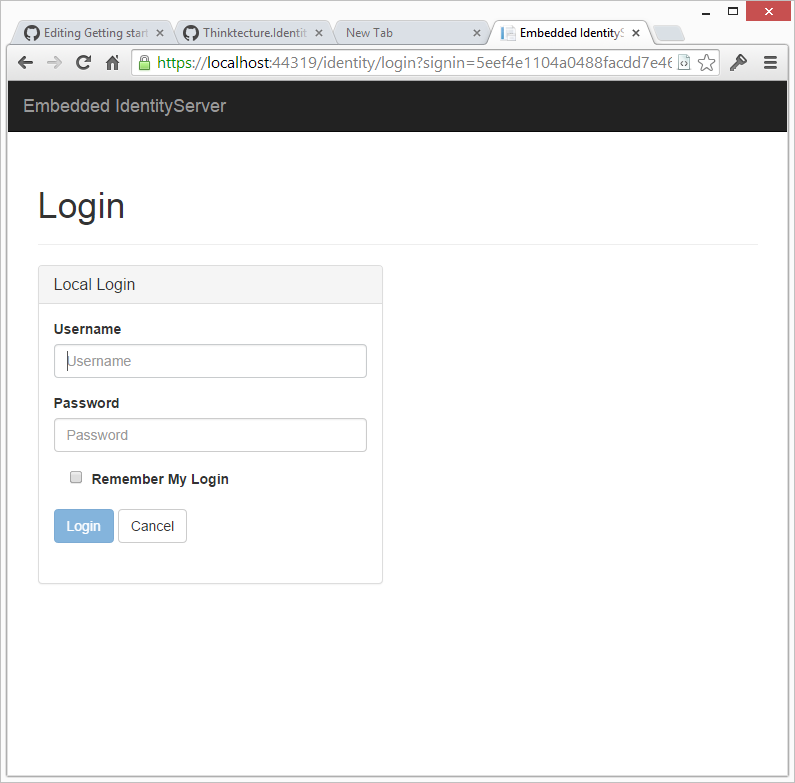 Editing Getting start
Thinktecture.Identit
New Tab
Embedded IdentityS
https://localhost:44319/identity/login?signin=5eef4e1104a0488facdd7e46
Embedded IdentityServer
Login
Local Login
Username
Username
Password
Password
Remember My Login
Login Cancel